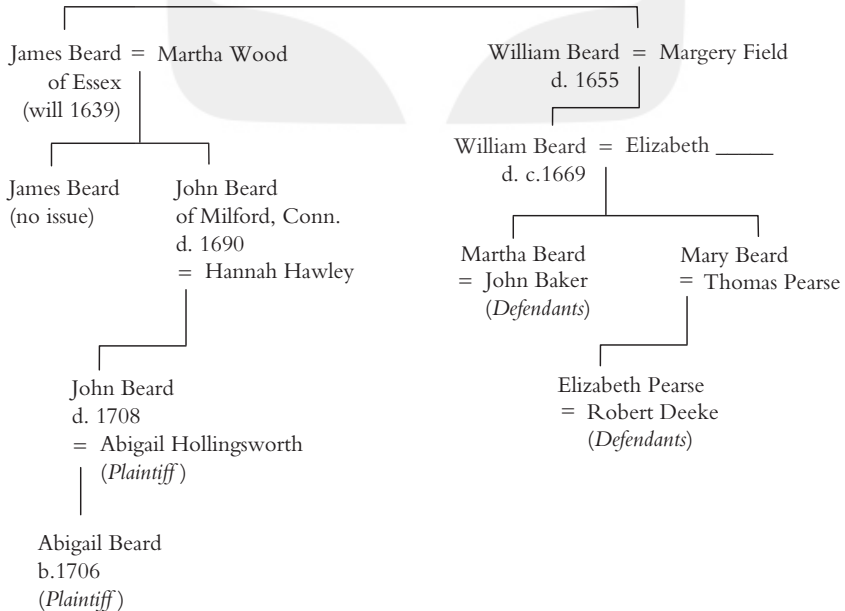 James Beard = Martha Wood
of Essex
(will 1639)
William Beard = Margery Field
d. 1655
William Beard = Elizabeth _____
d. c.1669
James Beard
(no issue)
John Beard
of Milford, Conn.
d. 1690
= Hannah Hawley
Martha Beard
= John Baker
(Defendants)
Mary Beard
= Thomas Pearse
John Beard
d. 1708
= Abigail Hollingsworth
(Plaintiff)
Elizabeth Pearse
= Robert Deeke
(Defendants)
Abigail Beard
b.1706
(Plaintiff)